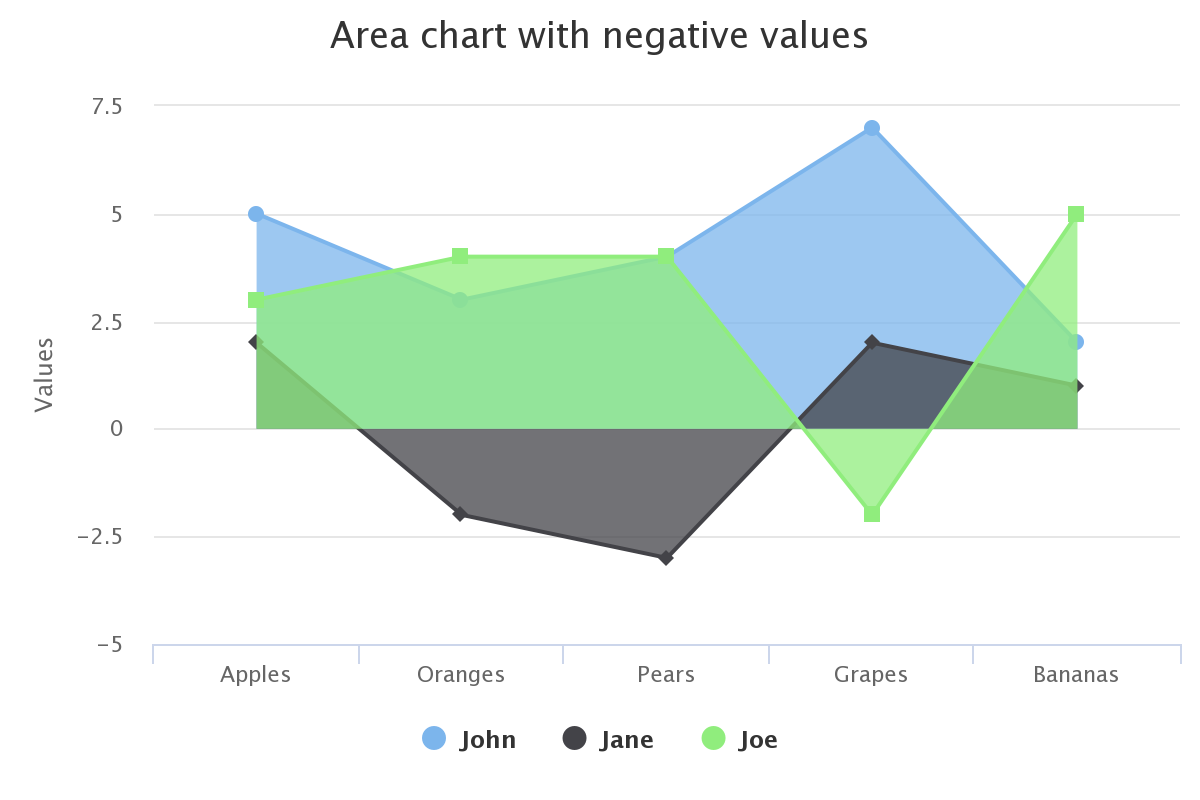 Area chart with negative values
7.5
5
2.5
0
−2.5
−5
Values
Apples Oranges Pears Grapes Bananas
John Jane Joe